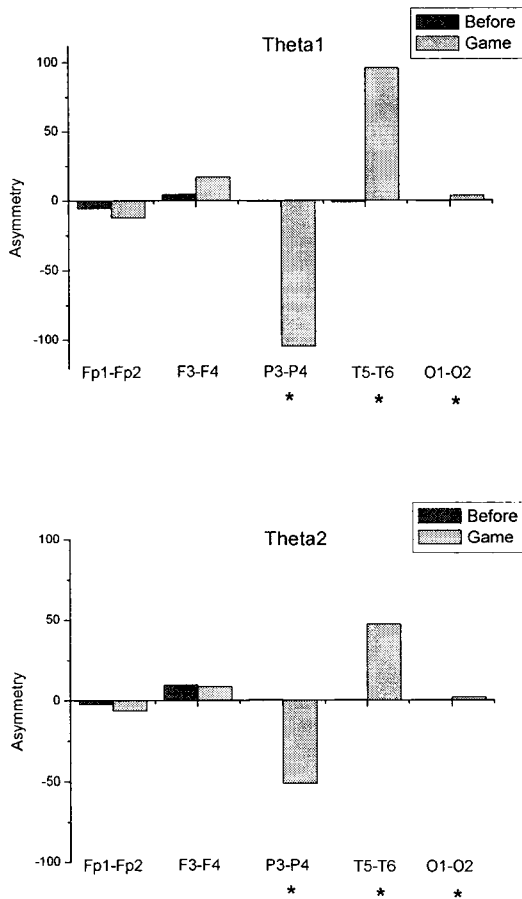 Before
Game
Theta1
100
50
0
-50
-100
Asymmetry
Fp1-Fp2 F3-F4 P3-P4 T5-T6 O1-O2
* * *
Before
Game
Theta2
100
50
0
-50
-100
Asymmetry
Fp1-Fp2 F3-F4 P3-P4 T5-T6 O1-O2
* * *